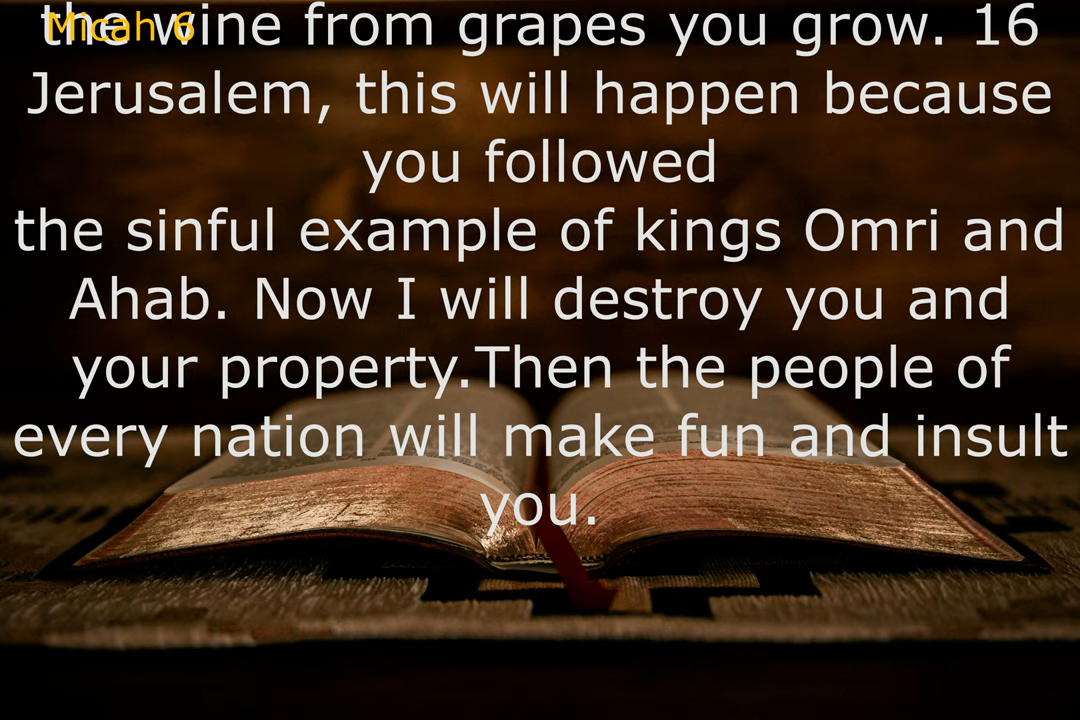 Micah 6
the wine from grapes you grow. 16
Jerusalem, this will happen because
you followed
the sinful example of kings Omri and
Ahab. Now I will destroy you and
your property.Then the people of
every nation will make fun and insult
you.